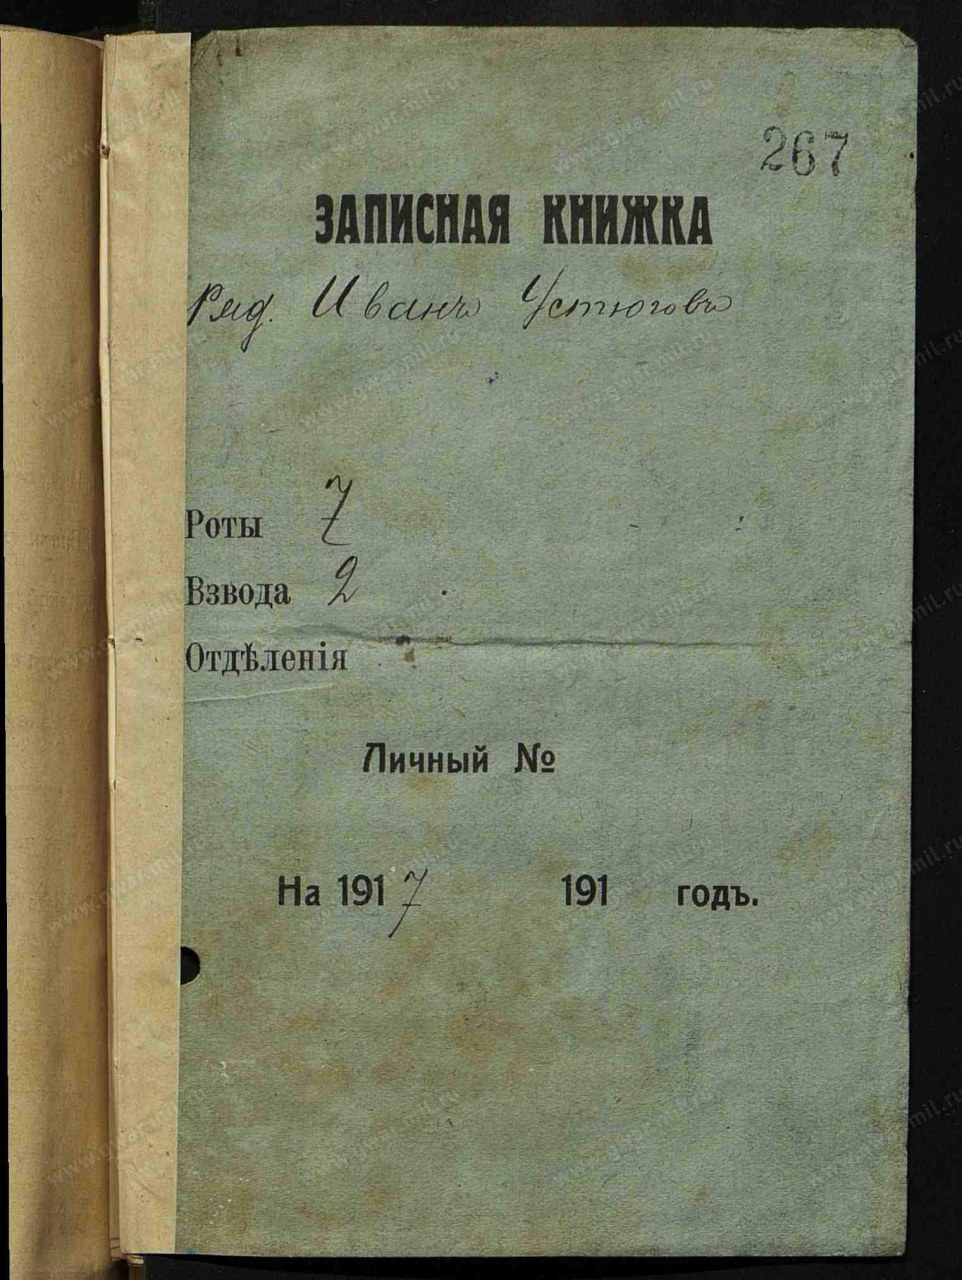 267
ЗАПИСНАЯ КНИЖКА
Ряд. Иванъ Устюговъ
Роты 7
Взвода 2
Отдѣленія
Личный №
На 1917 191 годъ.